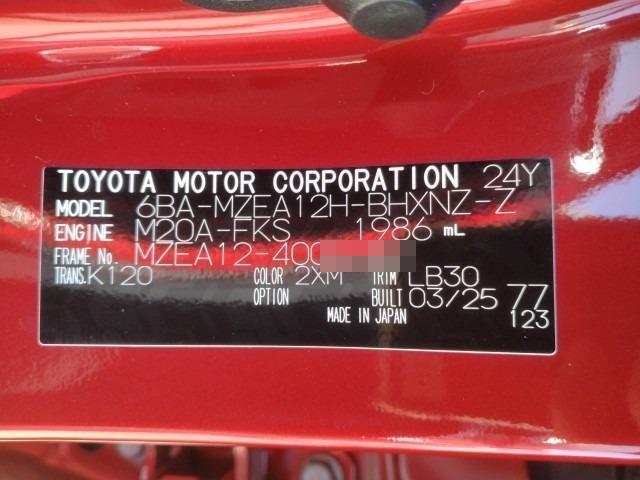 TOYOTA MOTOR CORPORATION 24Y
MODEL 6BA-MZEA12H-BHXNZ-Z
ENGINE M20A-FKS 1986 mL
FRAME No. MZEA12-400
TRANS. K120 COLOR 2XM TRIM LB30
OPTION BUILT 03/25 77
MADE IN JAPAN 123